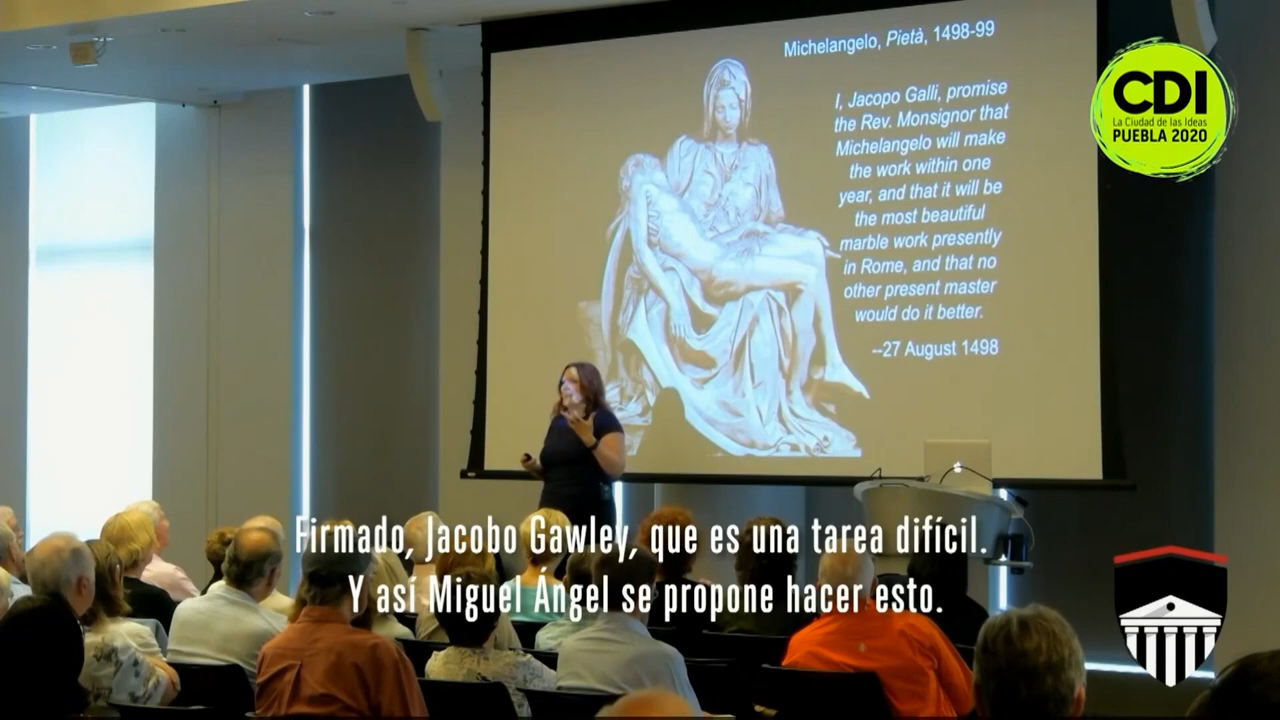 Michelangelo, Pietà, 1498-99
I, Jacopo Galli, promise
the Rev. Monsignor that
Michelangelo will make
the work within one
year, and that it will be
the most beautiful
marble work presently
in Rome, and that no
other present master
would do it better.
--27 August 1498
CDI
La Ciudad de las Ideas
PUEBLA 2020
Firmado, Jacobo Gawley, que es una tarea difícil.
Y así Miguel Ángel se propone hacer esto.